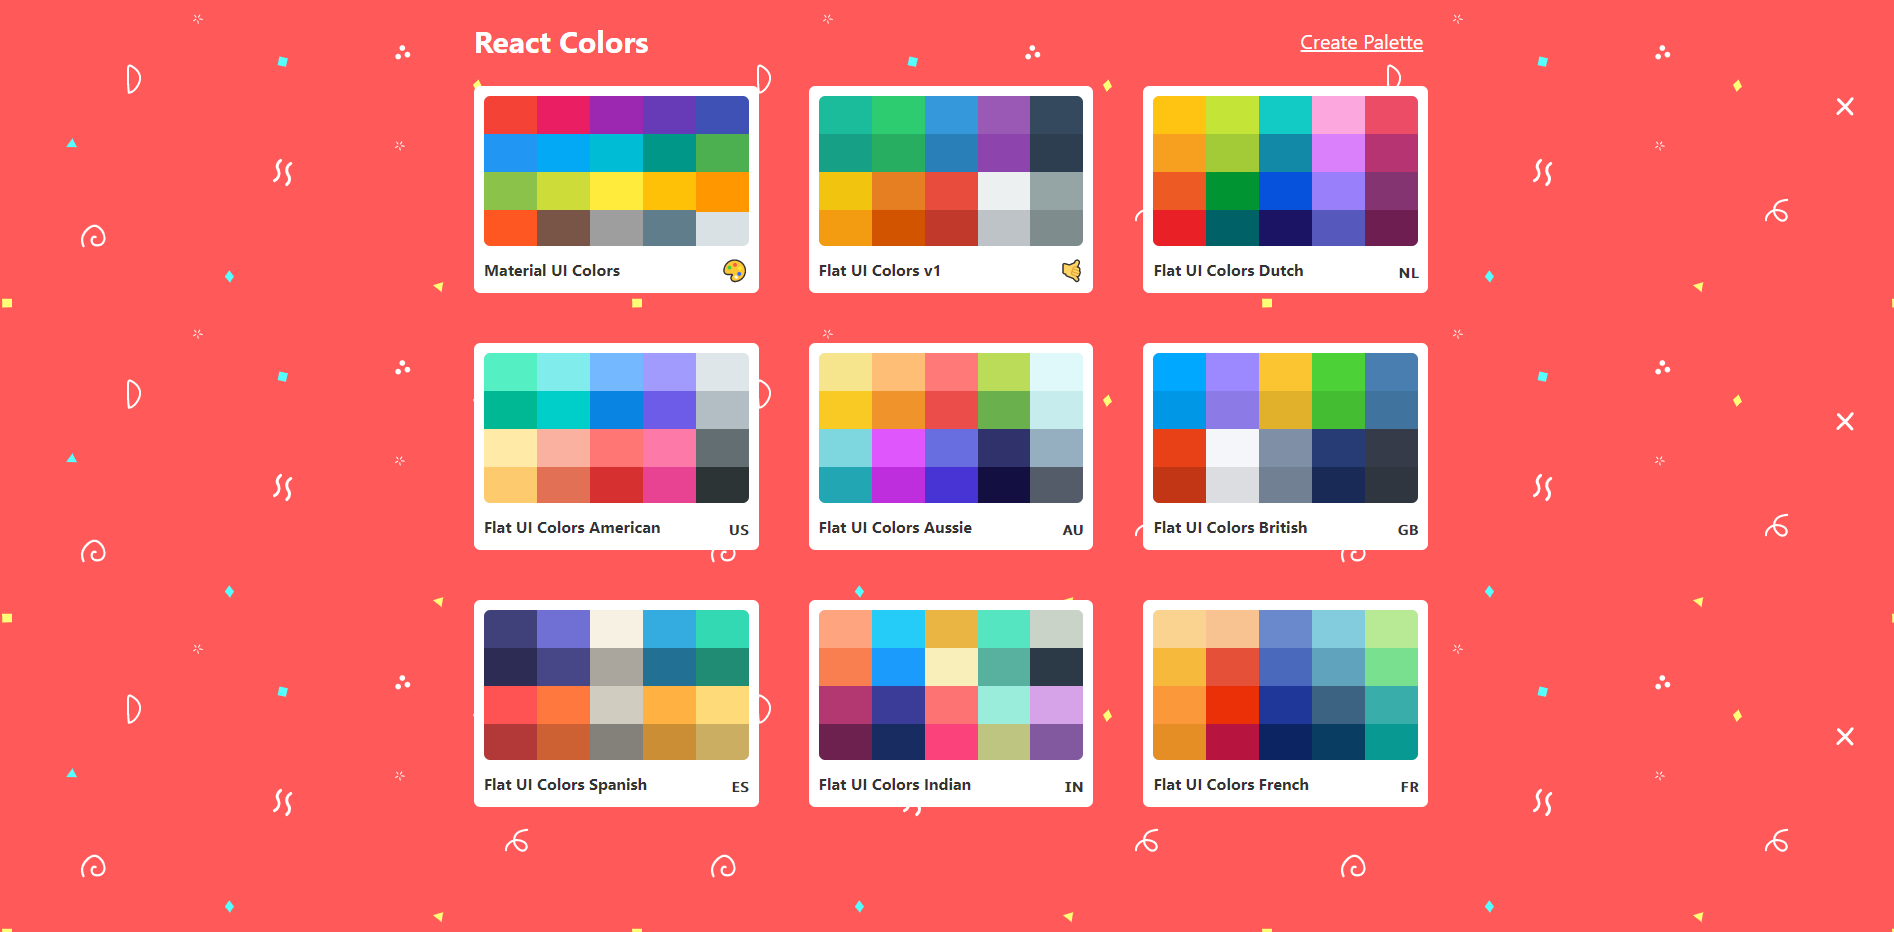 React Colors
Create Palette
Material UI Colors
Flat UI Colors v1
Flat UI Colors Dutch NL
Flat UI Colors American US
Flat UI Colors Aussie AU
Flat UI Colors British GB
Flat UI Colors Spanish ES
Flat UI Colors Indian IN
Flat UI Colors French FR